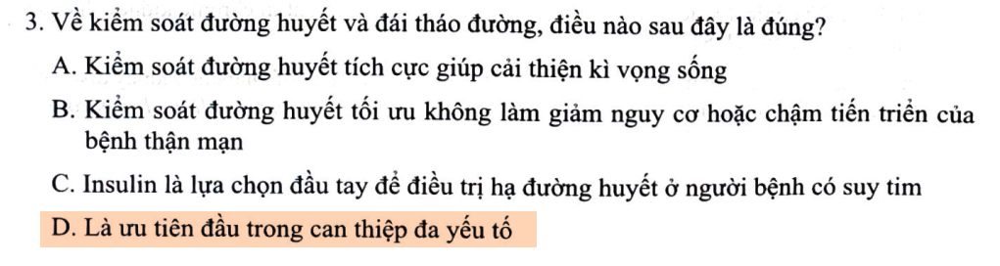 3. Về kiểm soát đường huyết và đái tháo đường, điều nào sau đây là đúng?
A. Kiểm soát đường huyết tích cực giúp cải thiện kì vọng sống
B. Kiểm soát đường huyết tối ưu không làm giảm nguy cơ hoặc chậm tiến triển của
bệnh thận mạn
C. Insulin là lựa chọn đầu tay để điều trị hạ đường huyết ở người bệnh có suy tim
D. Là ưu tiên đầu trong can thiệp đa yếu tố